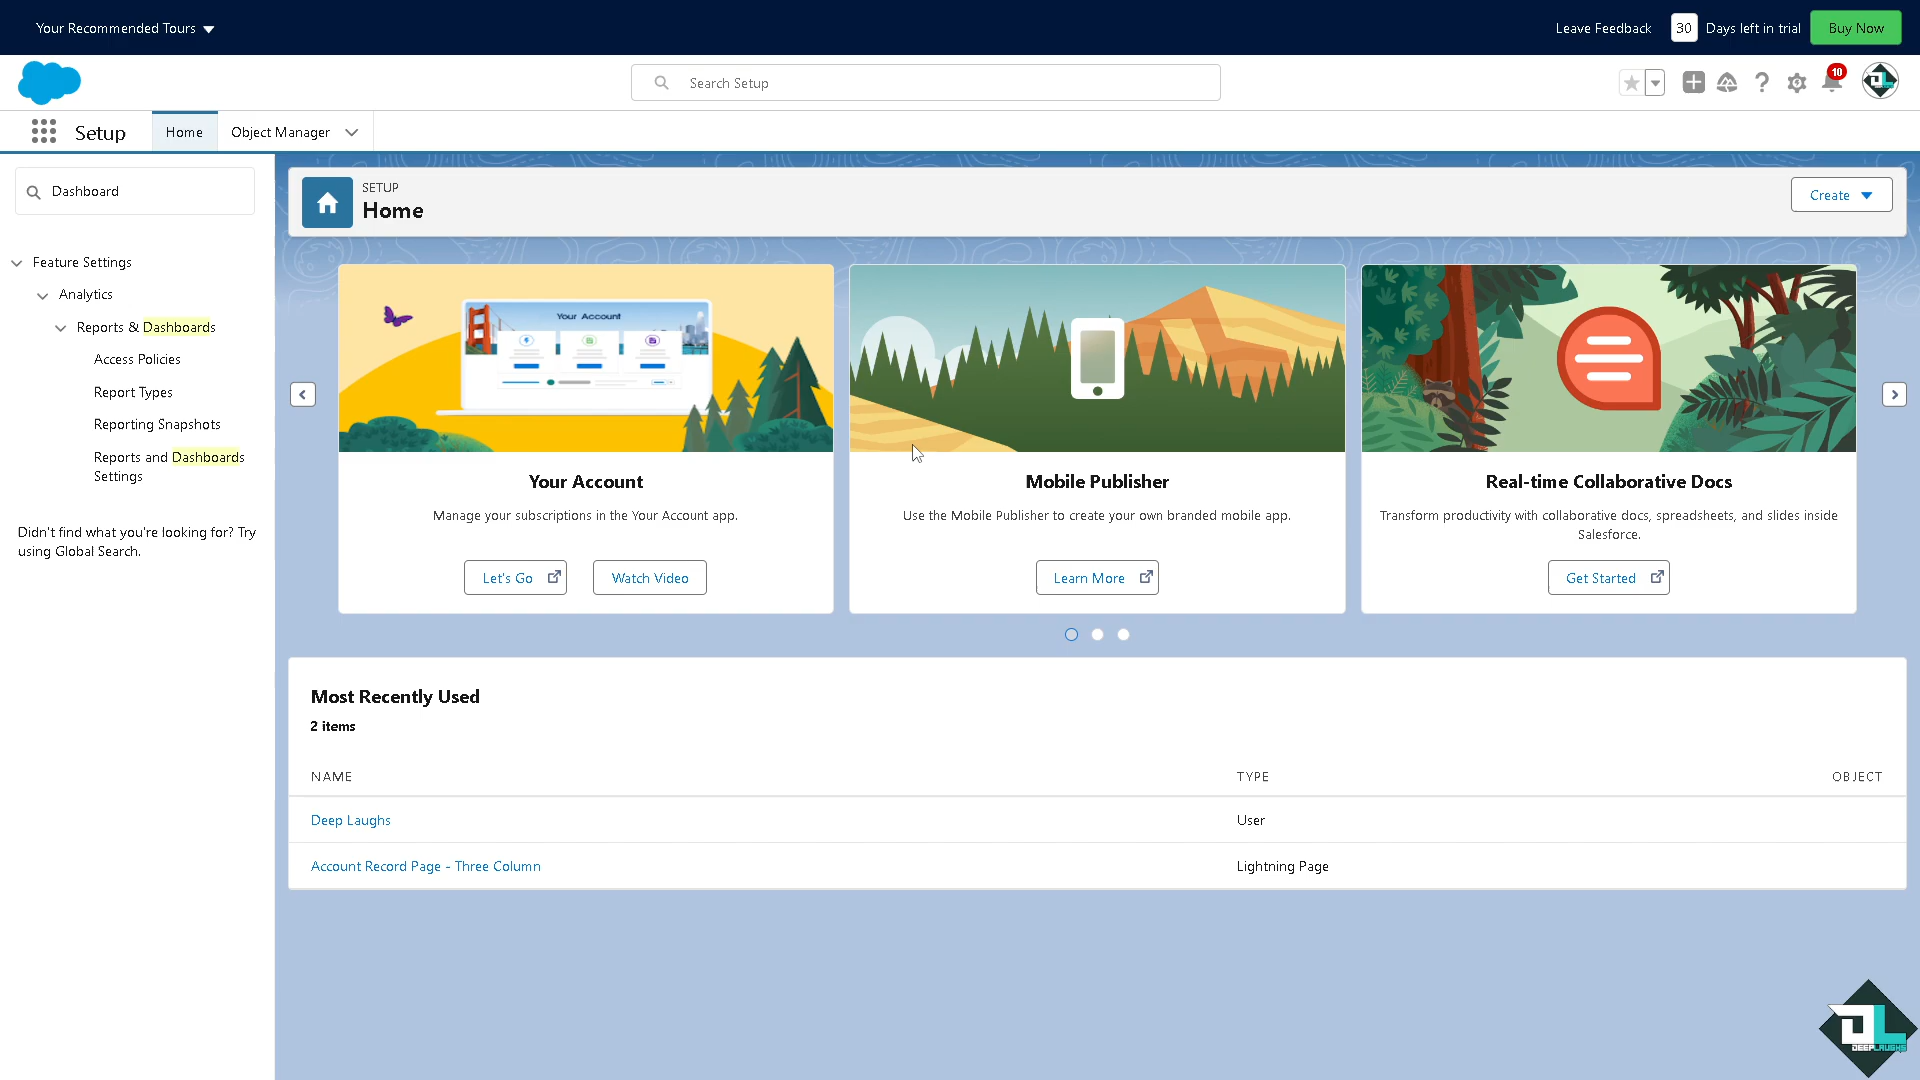 Your Recommended Tours
Leave Feedback
30
Days left in trial
Buy Now
Search Setup
10
Setup
Home
Object Manager
Dashboard
SETUP
Home
Create
Feature Settings
Analytics
Reports & Dashboards
Access Policies
Report Types
Reporting Snapshots
Reports and Dashboards
Settings
Didn't find what you're looking for? Try
using Global Search.
Your Account
Your Account
Manage your subscriptions in the Your Account app.
Let's Go
Watch Video
Mobile Publisher
Use the Mobile Publisher to create your own branded mobile app.
Learn More
Real-time Collaborative Docs
Transform productivity with collaborative docs, spreadsheets, and slides inside
Salesforce.
Get Started
Most Recently Used
2 items
NAME
TYPE
OBJECT
Deep Laughs
User
Account Record Page - Three Column
Lightning Page
DL
DEEPLAUGHS